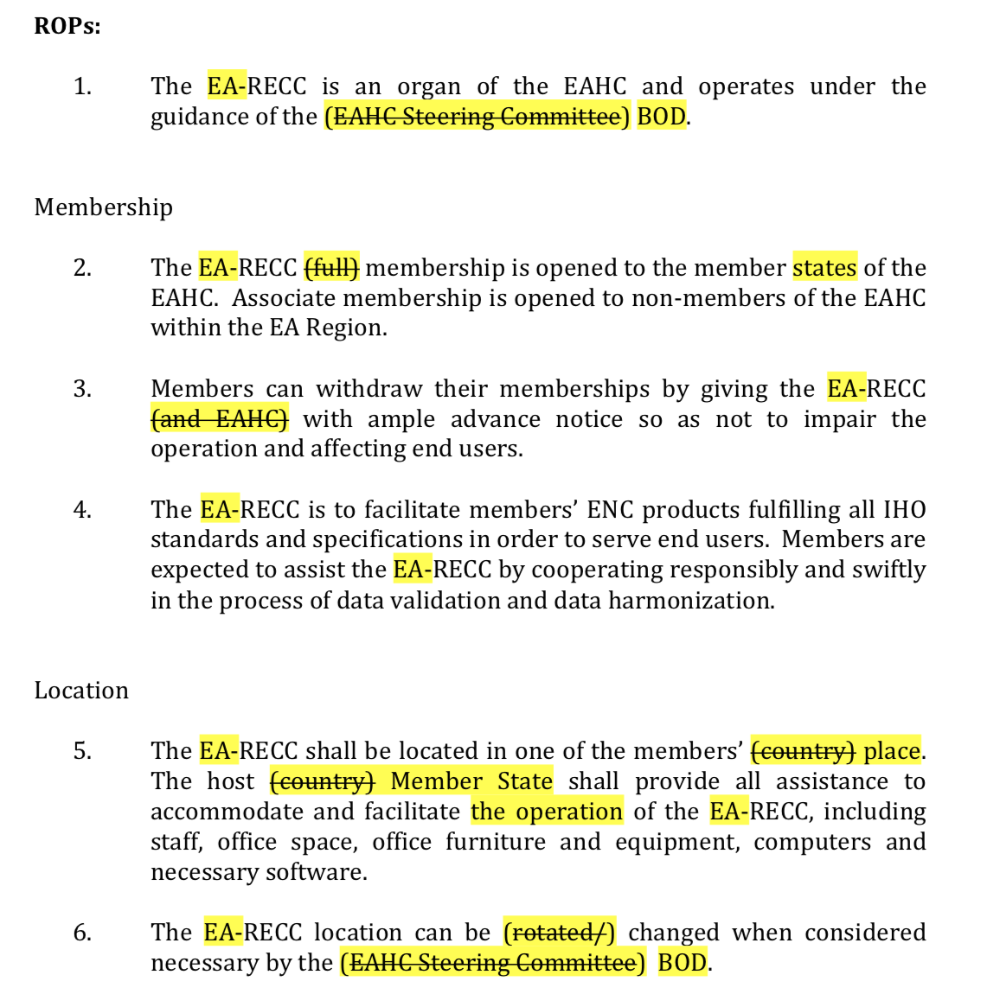 ROPs:
1. The EA-RECC is an organ of the EAHC and operates under the
guidance of the (EAHC Steering Committee) BOD.
Membership
2. The EA-RECC (full) membership is opened to the member states of the
EAHC. Associate membership is opened to non-members of the EAHC
within the EA Region.
3. Members can withdraw their memberships by giving the EA-RECC
(and EAHC) with ample advance notice so as not to impair the
operation and affecting end users.
4. The EA-RECC is to facilitate members’ ENC products fulfilling all IHO
standards and specifications in order to serve end users. Members are
expected to assist the EA-RECC by cooperating responsibly and swiftly
in the process of data validation and data harmonization.
Location
5. The EA-RECC shall be located in one of the members’ (country) place.
The host (country) Member State shall provide all assistance to
accommodate and facilitate the operation of the EA-RECC, including
staff, office space, office furniture and equipment, computers and
necessary software.
6. The EA-RECC location can be (rotated/) changed when considered
necessary by the (EAHC Steering Committee) BOD.